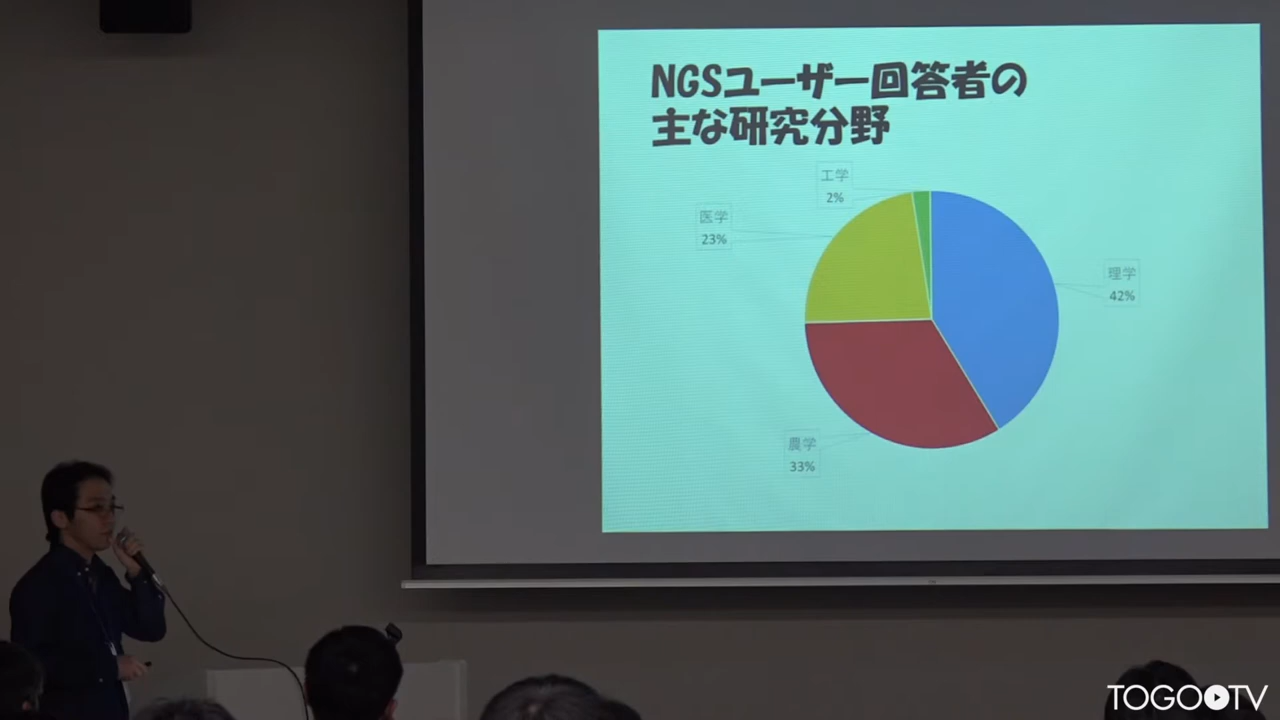 NGSユーザー回答者の
主な研究分野
工学
2%
医学
23%
理学
42%
農学
33%
TOGOTV